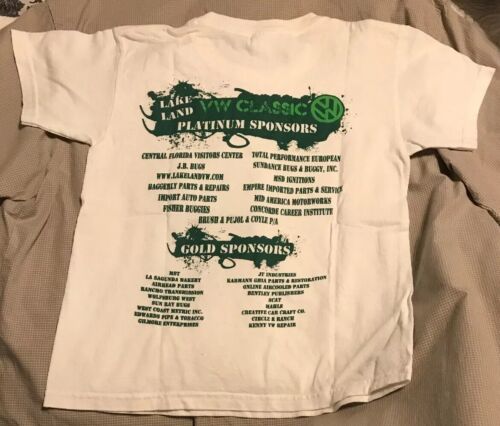 LAKE LAND VW CLASSIC
PLATINUM SPONSORS
CENTRAL FLORIDA VISITORS CENTER
J.B. BUGS
WWW.LAKELANDVW.COM
HAGGERLY PARTS & REPAIRS
IMPORT AUTO PARTS
FISHER BUGGIES
TOTAL PERFORMANCE EUROPEAN
SUNDANCE BUGS & BUGGY, INC.
MSD IGNITIONS
EMPIRE IMPORTED PARTS & SERVICE
MID AMERICA MOTORWORKS
CONCORDE CAREER INSTITUTE
BRUSH & PUJOL & COYLE P/A
GOLD SPONSORS
MBT
LA SAGUNDA BAKERY
AIRHEAD PARTS
RANCHO TRANSMISSION
WOLFSBURG WEST
SUN RAY BUGS
WEST COAST METRIC INC.
EDWARDS PIPE & TOBACCO
GILMORE ENTERPRISES
JT INDUSTRIES
KARMANN GHIA PARTS & RESTORATION
ONLINE AIRCOOLED PARTS
BENTLEY PUBLISHERS
SCAT
MAHLE
CREATIVE CAR CRAFT CO.
CIRCLE K RANCH
KENNY VW REPAIR